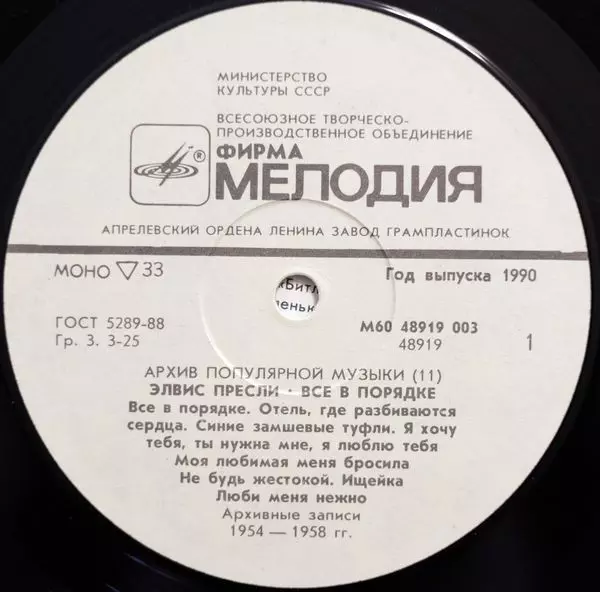 МИНИСТЕРСТВО
КУЛЬТУРЫ СССР
ВСЕСОЮЗНОЕ ТВОРЧЕСКО-
ПРОИЗВОДСТВЕННОЕ ОБЪЕДИНЕНИЕ
ФИРМА
® МЕЛОДИЯ
АПРЕЛЕВСКИЙ ОРДЕНА ЛЕНИНА ЗАВОД ГРАМПЛАСТИНОК
МОНО ▽ 33
Год выпуска 1990
ГОСТ 5289-88
Гр. 3. 3-25
М60 48919 003
48919
1
АРХИВ ПОПУЛЯРНОЙ МУЗЫКИ (11)
ЭЛВИС ПРЕСЛИ · ВСЕ В ПОРЯДКЕ
Все в порядке. Отель, где разбиваются
сердца. Синие замшевые туфли. Я хочу
тебя, ты нужна мне, я люблю тебя
Моя любимая меня бросила
Не будь жестокой. Ищейка
Люби меня нежно
Архивные записи
1954 — 1958 гг.